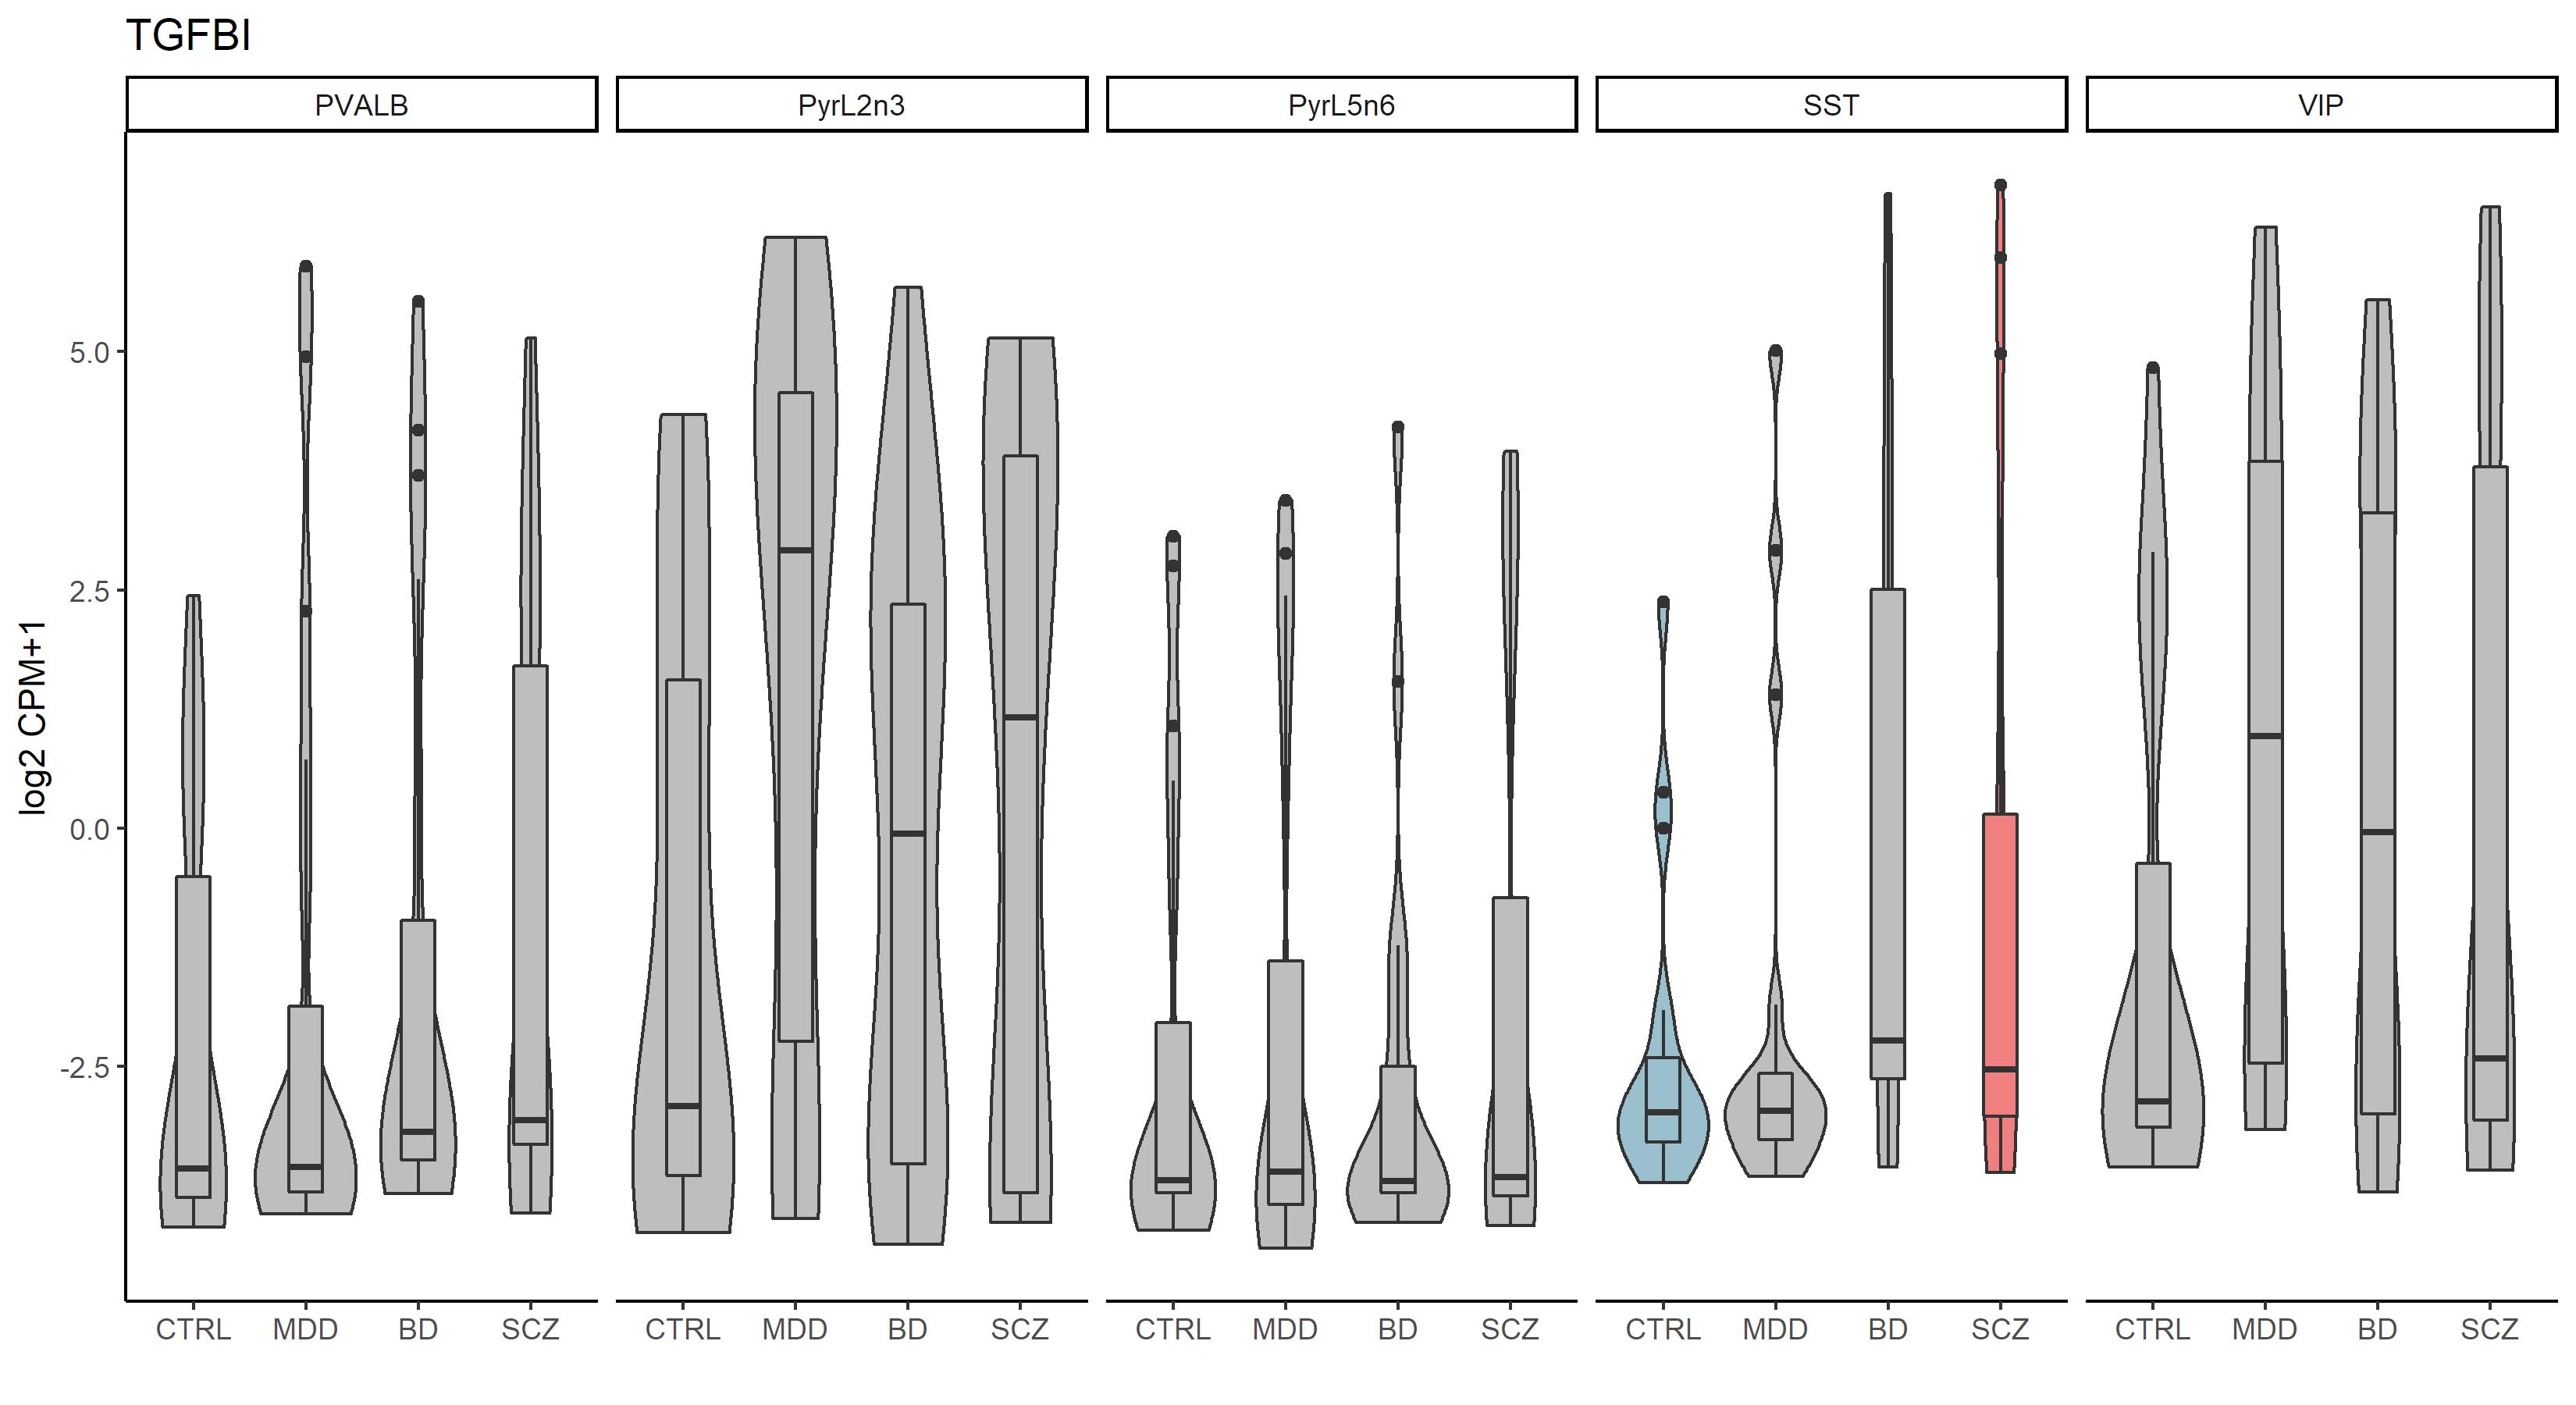 TGFBI
PVALB PyrL2n3 PyrL5n6 SST VIP
log2 CPM+1
5.0
2.5
0.0
-2.5
CTRL MDD BD SCZ CTRL MDD BD SCZ CTRL MDD BD SCZ CTRL MDD BD SCZ CTRL MDD BD SCZ